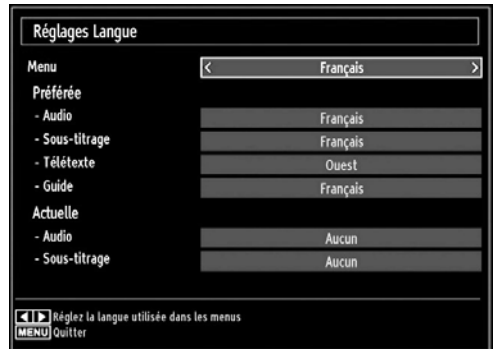 Réglages Langue
Menu < Français >
Préférée
- Audio Français
- Sous-titrage Français
- Télétexte Ouest
- Guide Français
Actuelle
- Audio Aucun
- Sous-titrage Aucun
Réglez la langue utilisée dans les menus
MENU Quitter